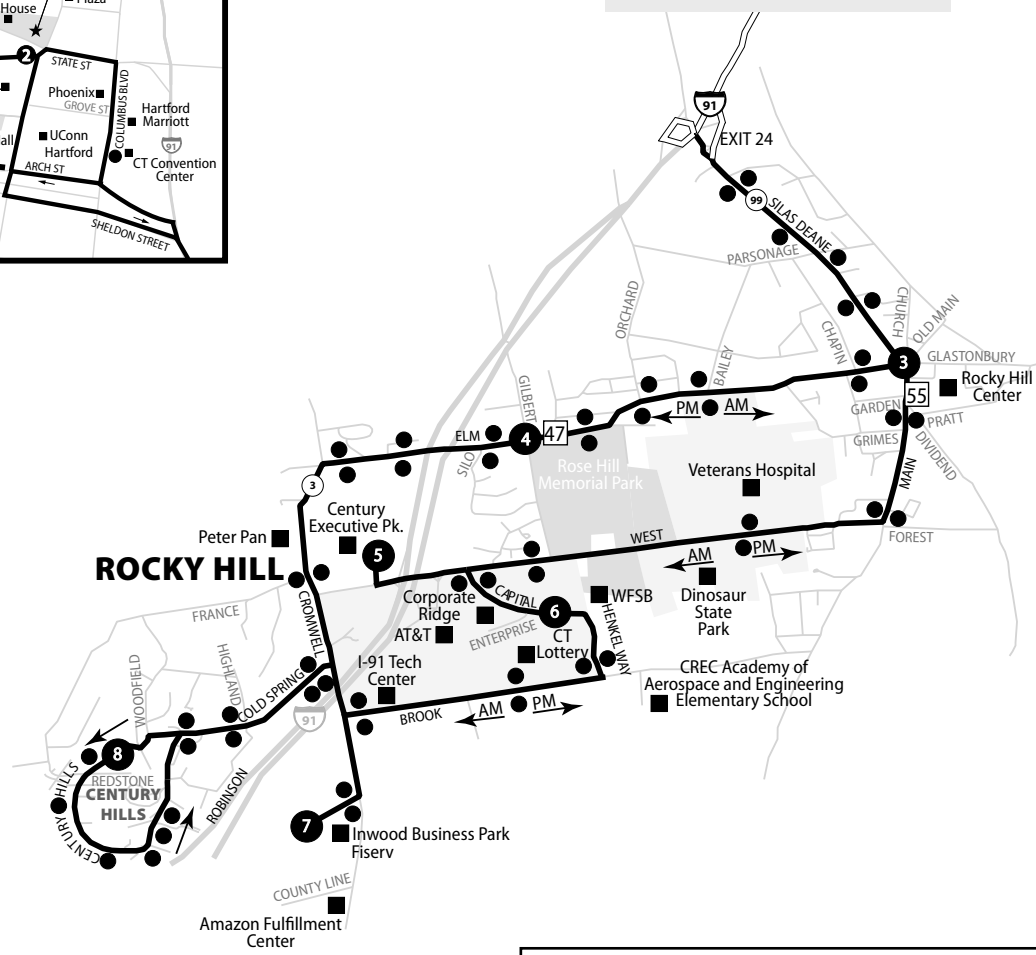 House
Plaza
2
STATE ST
Phoenix
GROVE ST
COLUMBUS BLVD
Hartford
Marriott
91
UConn
Hartford
all
ARCH ST
CT Convention
Center
SHELDON STREET
91
EXIT 24
99
SILAS DEANE
PARSONAGE
ORCHARD
CHURCH
OLD MAIN
CHAPIN
BAILEY
3
GLASTONBURY
55
Rocky Hill
Center
GARDEN
PRATT
GRIMES
DIVIDEND
MAIN
PM
AM
GILBERT
ELM
4
47
SILO
Rose Hill
Memorial Park
Veterans Hospital
3
Century
Executive Pk.
Peter Pan
5
WEST
FOREST
AM
PM
ROCKY HILL
Corporate
Ridge
CAPITAL
6
WFSB
Dinosaur
State
Park
FRANCE
CROMWELL
AT&T
ENTERPRISE
CT
Lottery
HENKEL WAY
I-91 Tech
Center
CREC Academy of
Aerospace and Engineering
Elementary School
WOODFIELD
HIGHLAND
COLD SPRING
91
BROOK
AM
PM
8
REDSTONE
CENTURY
HILLS
CENTURY HILLS
ROBINSON
7
Inwood Business Park
Fiserv
COUNTY LINE
Amazon Fulfillment
Center